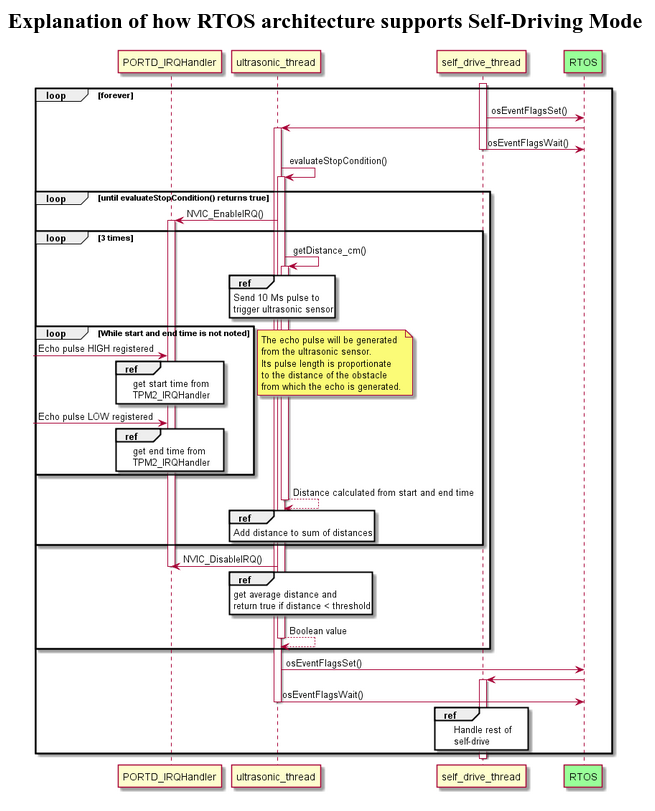 Explanation of how RTOS architecture supports Self-Driving Mode
PORTD_IRQHandler
ultrasonic_thread
self_drive_thread
RTOS
loop
[forever]
osEventFlagsSet()
osEventFlagsWait()
evaluateStopCondition()
loop
[until evaluateStopCondition() returns true]
NVIC_EnableIRQ()
loop
[3 times]
getDistance_cm()
ref
Send 10 Ms pulse to
trigger ultrasonic sensor
loop
[While start and end time is not noted]
The echo pulse will be generated
from the ultrasonic sensor.
Its pulse length is proportionate
to the distance of the obstacle
from which the echo is generated.
Echo pulse HIGH registered
ref
get start time from
TPM2_IRQHandler
Echo pulse LOW registered
ref
get end time from
TPM2_IRQHandler
Distance calculated from start and end time
ref
Add distance to sum of distances
NVIC_DisableIRQ()
ref
get average distance and
return true if distance < threshold
Boolean value
osEventFlagsSet()
osEventFlagsWait()
ref
Handle rest of
self-drive
PORTD_IRQHandler
ultrasonic_thread
self_drive_thread
RTOS